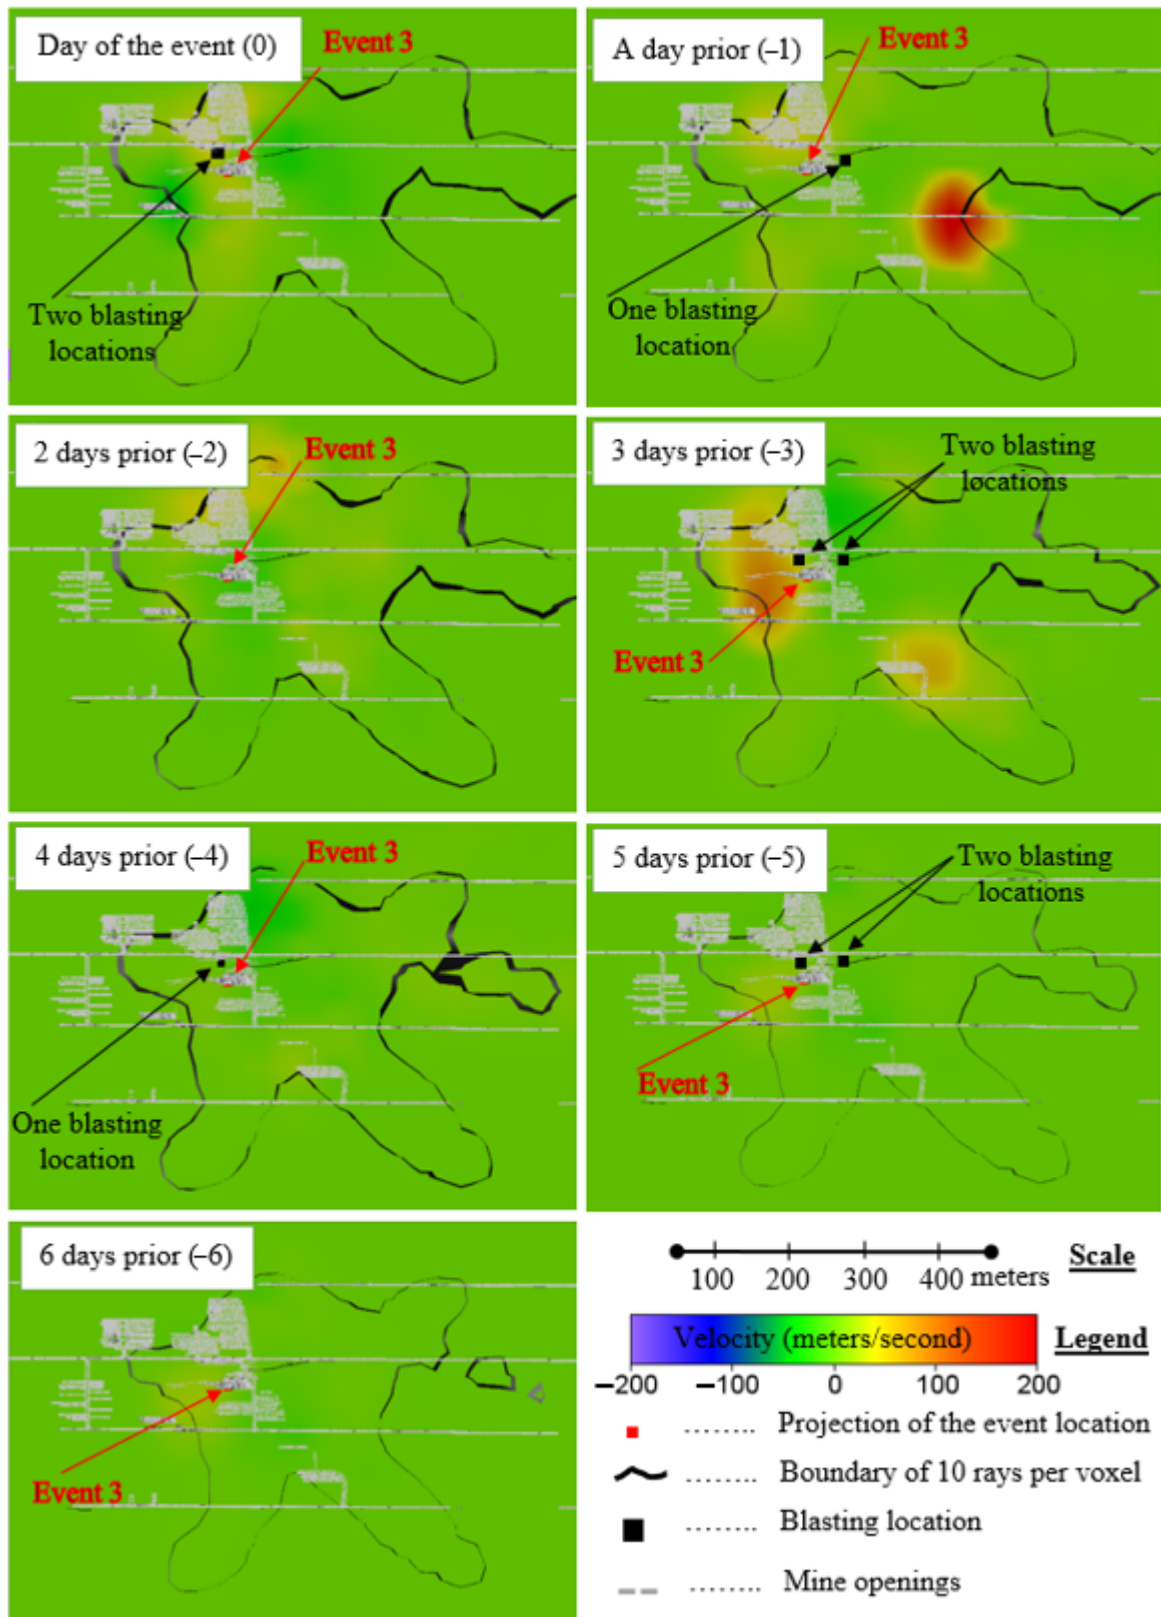 Day of the event (0)
Event 3
Two blasting
locations
A day prior (–1)
Event 3
One blasting
location
2 days prior (–2)
Event 3
3 days prior (–3)
Two blasting
locations
Event 3
4 days prior (–4)
Event 3
One blasting
location
5 days prior (–5)
Two blasting
locations
Event 3
6 days prior (–6)
Event 3
100 200 300 400 meters Scale
Velocity (meters/second) Legend
–200 –100 0 100 200
Projection of the event location
Boundary of 10 rays per voxel
Blasting location
Mine openings